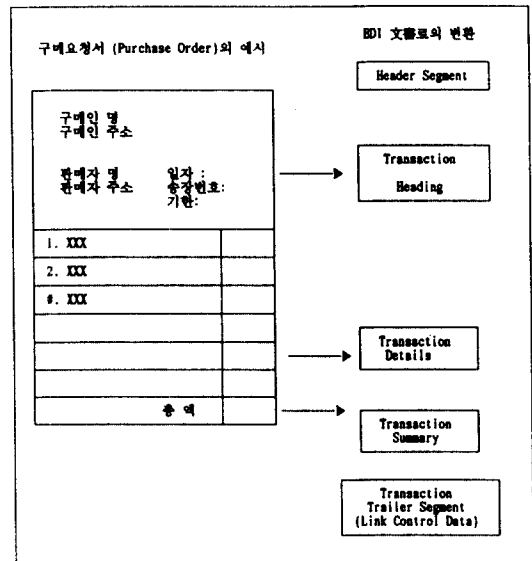 구매요청서 (Purchase Order)의 예시
EDI 文書로의 변환
Header Segment
구매인 명
구매인 주소
판매자 명 일자 :
판매자 주소 송장번호:
기한:
Transaction
Heading
1. XXX
2. XXX
#. XXX
Transaction
Details
총 액
Transaction
Summary
Transaction
Trailer Segment
(Link Control Data)